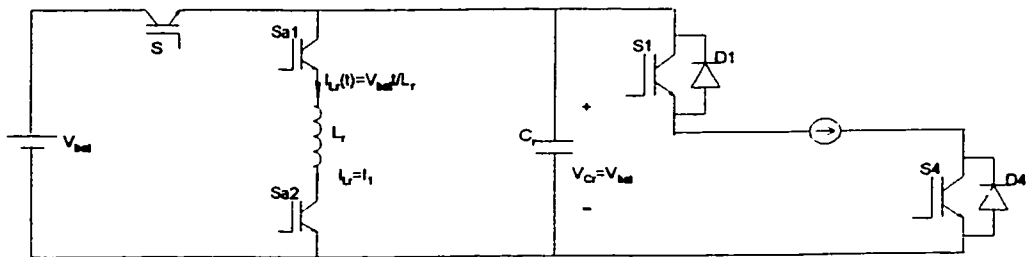 S
Sa1
S1
D1
I_Lr(t)=V_bat t/L_r
L_r
+
V_bat
C_r
I_Lr=I_1
V_Cr=V_bat
S4
D4
Sa2
-